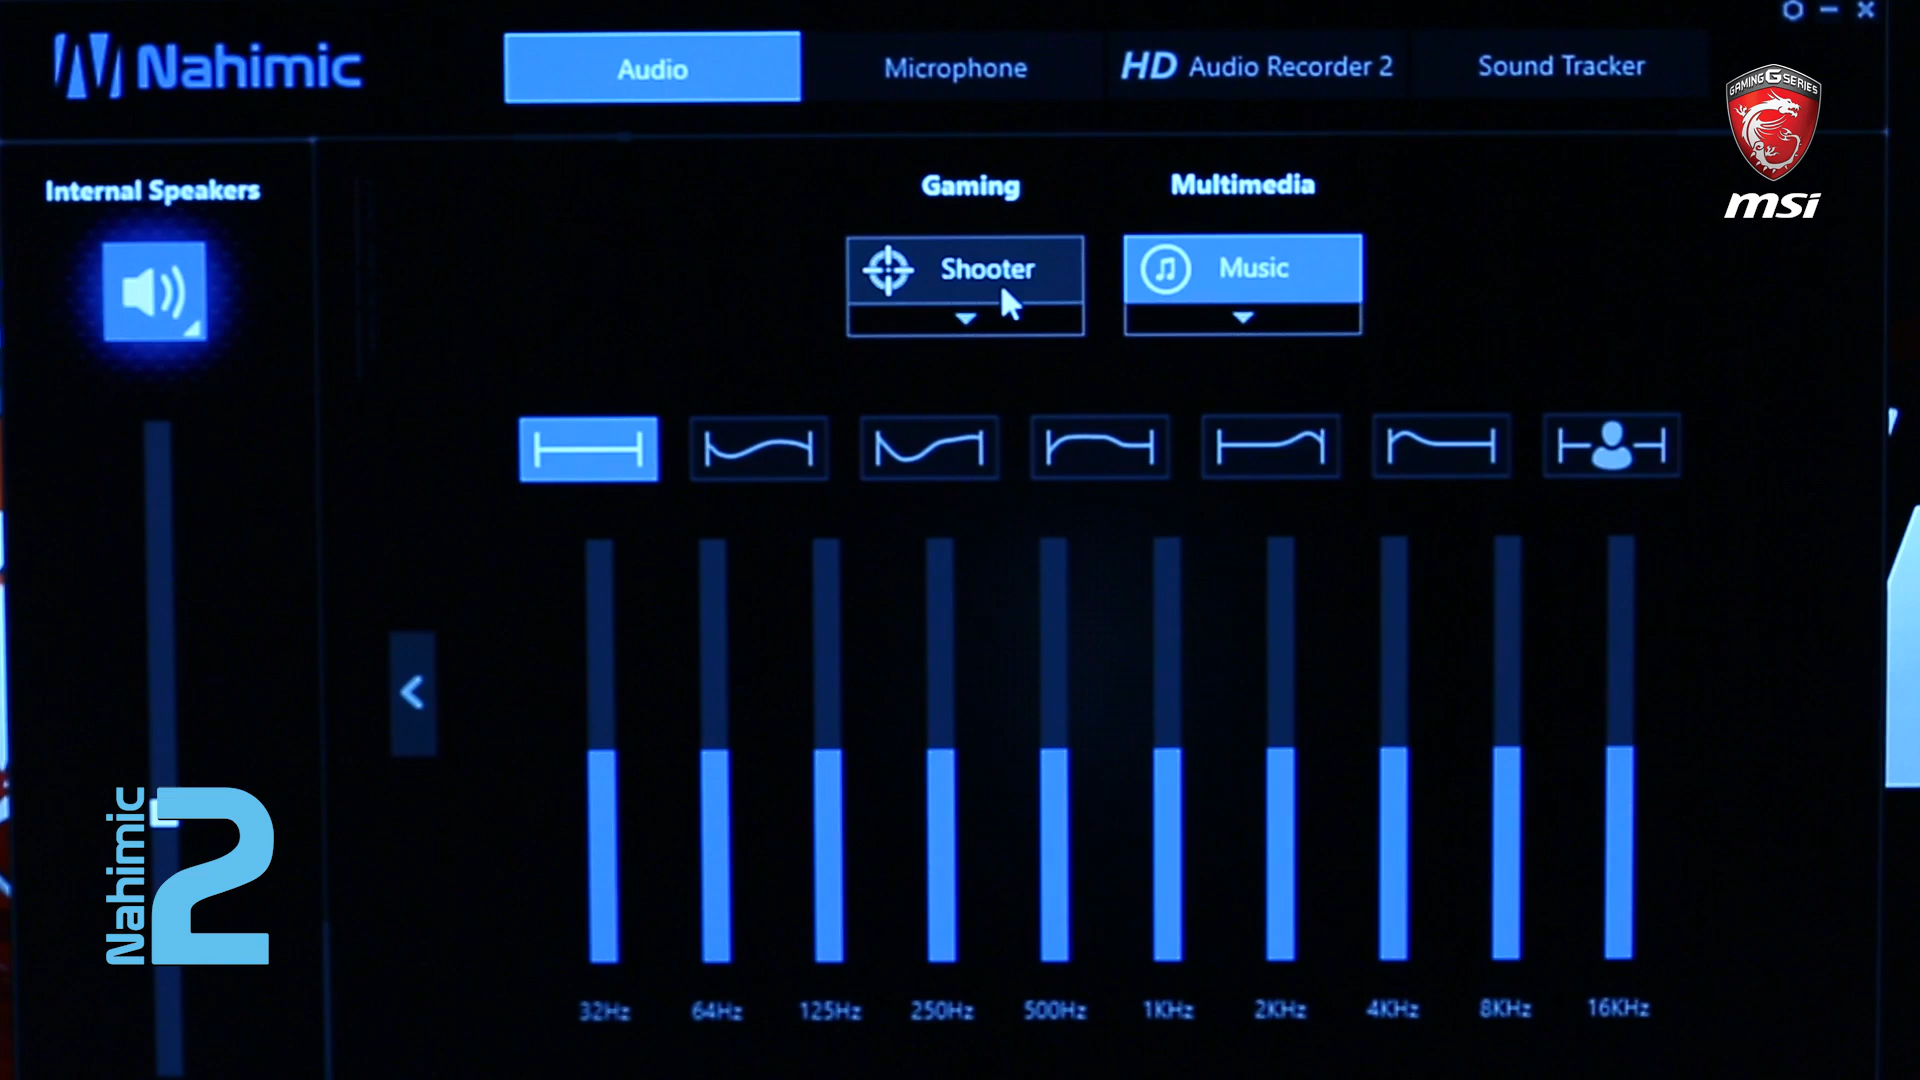 Nahimic
Audio
Microphone
HD Audio Recorder 2
Sound Tracker
GAMING G SERIES
msi
Internal Speakers
Gaming
Multimedia
Shooter
Music
Nahimic 2
32Hz
64Hz
125Hz
250Hz
500Hz
1KHz
2KHz
4KHz
8KHz
16KHz